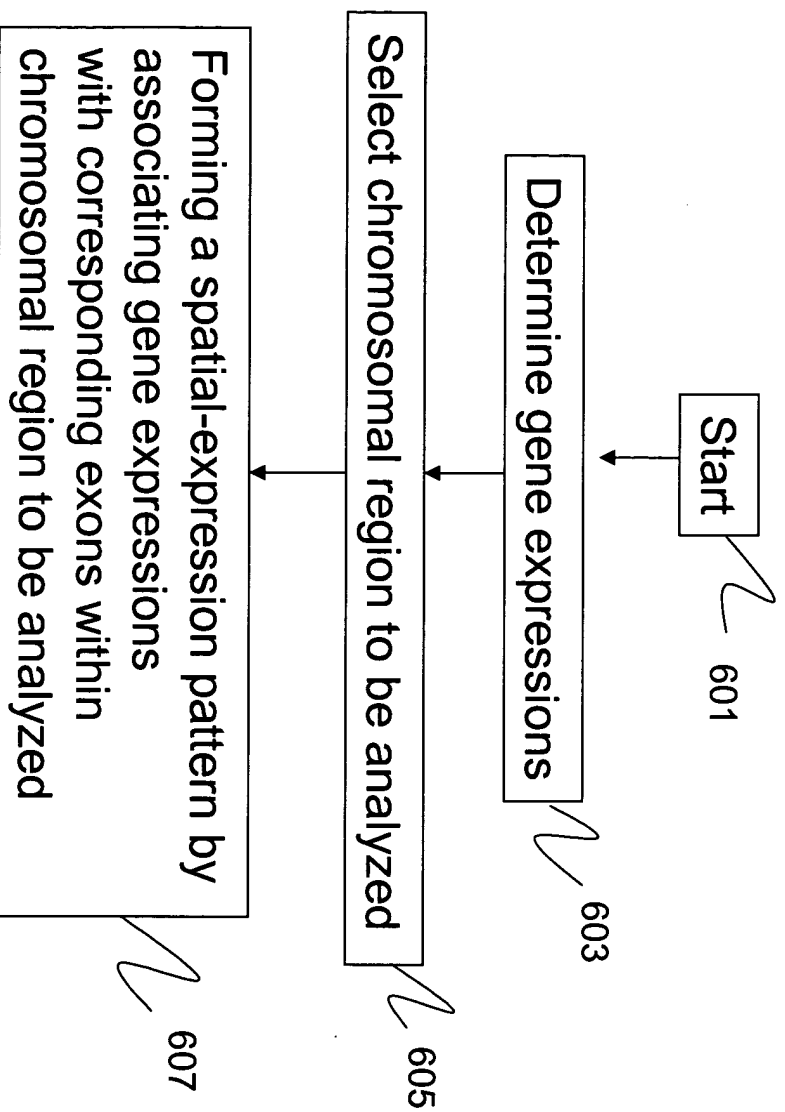 Start
601
Determine gene expressions
603
Select chromosomal region to be analyzed
605
Forming a spatial-expression pattern by
associating gene expressions
with corresponding exons within
chromosomal region to be analyzed
607